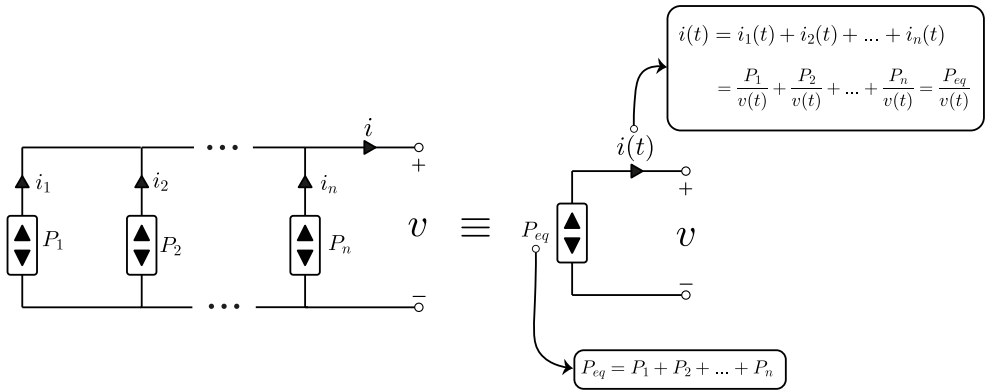 i(t) = i₁(t) + i₂(t) + ... + iₙ(t)
= P₁/v(t) + P₂/v(t) + ... + Pₙ/v(t) = P_eq/v(t)
i
i(t)
+
+
i₁
i₂
iₙ
P₁
P₂
Pₙ
v
≡
P_eq
v
−
−
P_eq = P₁ + P₂ + ... + Pₙ